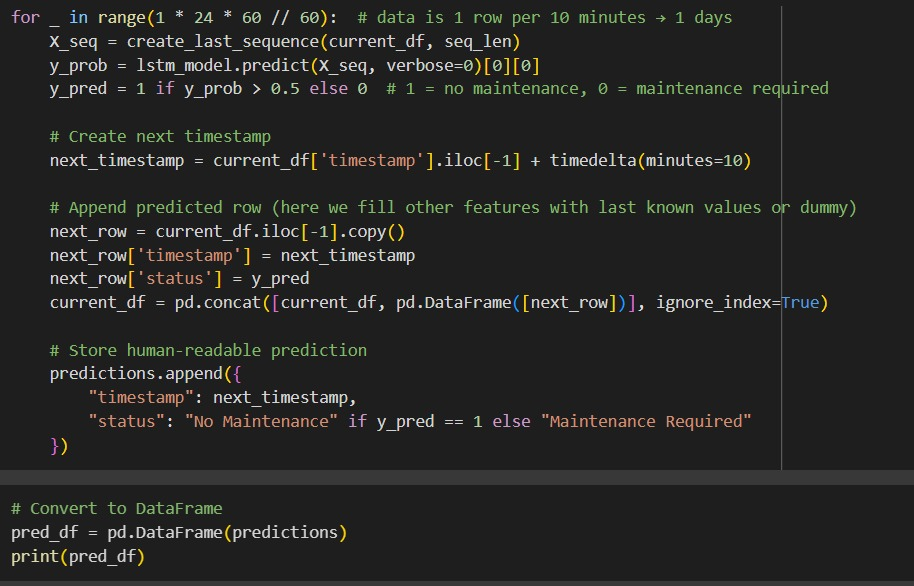 for _ in range(1 * 24 * 60 // 60):  # data is 1 row per 10 minutes → 1 days
    X_seq = create_last_sequence(current_df, seq_len)
    y_prob = lstm_model.predict(X_seq, verbose=0)[0][0]
    y_pred = 1 if y_prob > 0.5 else 0  # 1 = no maintenance, 0 = maintenance required
    # Create next timestamp
    next_timestamp = current_df['timestamp'].iloc[-1] + timedelta(minutes=10)
    # Append predicted row (here we fill other features with last known values or dummy)
    next_row = current_df.iloc[-1].copy()
    next_row['timestamp'] = next_timestamp
    next_row['status'] = y_pred
    current_df = pd.concat([current_df, pd.DataFrame([next_row])], ignore_index=True)
    # Store human-readable prediction
    predictions.append({
        "timestamp": next_timestamp,
        "status": "No Maintenance" if y_pred == 1 else "Maintenance Required"
    })
# Convert to DataFrame
pred_df = pd.DataFrame(predictions)
print(pred_df)